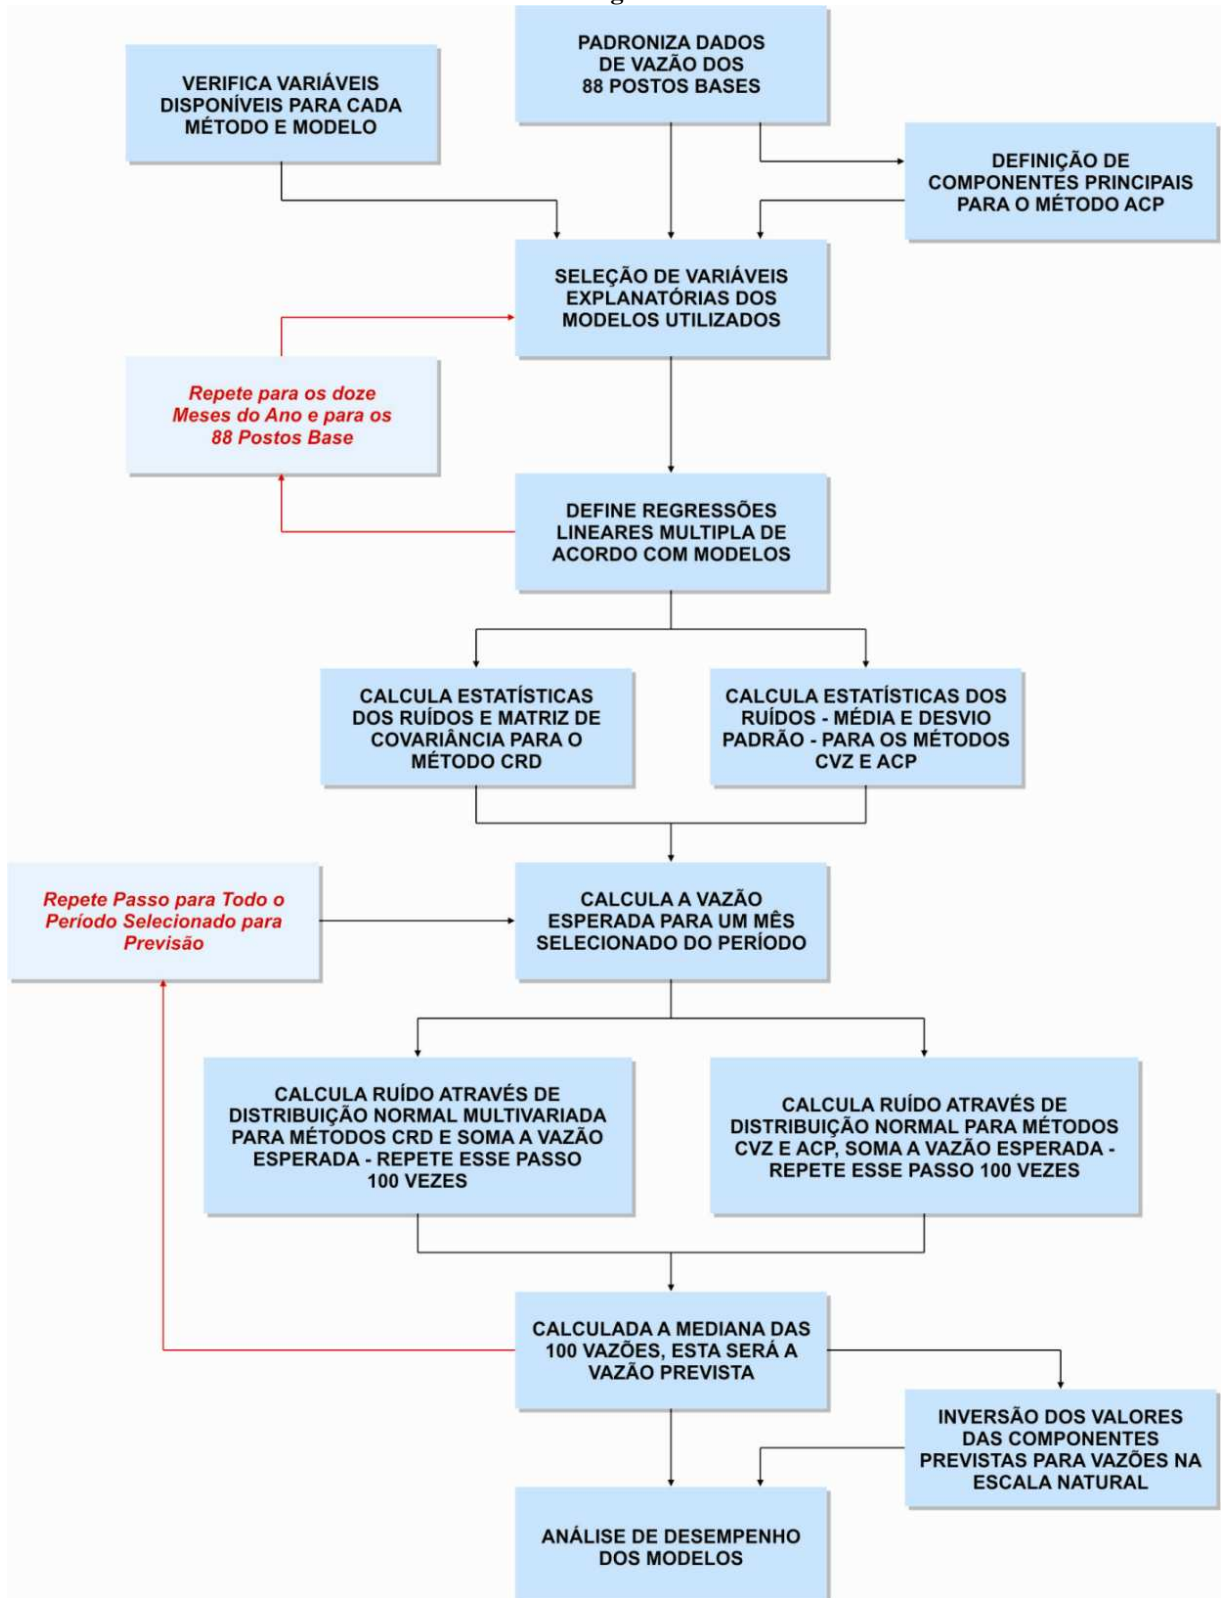 PADRONIZA DADOS
DE VAZÃO DOS
88 POSTOS BASES
VERIFICA VARIÁVEIS
DISPONÍVEIS PARA CADA
MÉTODO E MODELO
DEFINIÇÃO DE
COMPONENTES PRINCIPAIS
PARA O MÉTODO ACP
SELEÇÃO DE VARIÁVEIS
EXPLANATÓRIAS DOS
MODELOS UTILIZADOS
Repete para os doze
Meses do Ano e para os
88 Postos Base
DEFINE REGRESSÕES
LINEARES MULTIPLA DE
ACORDO COM MODELOS
CALCULA ESTATÍSTICAS
DOS RUÍDOS E MATRIZ DE
COVARIÂNCIA PARA O
MÉTODO CRD
CALCULA ESTATÍSTICAS DOS
RUÍDOS - MÉDIA E DESVIO
PADRÃO - PARA OS MÉTODOS
CVZ E ACP
Repete Passo para Todo o
Período Selecionado para
Previsão
CALCULA A VAZÃO
ESPERADA PARA UM MÊS
SELECIONADO DO PERÍODO
CALCULA RUÍDO ATRAVÉS DE
DISTRIBUIÇÃO NORMAL MULTIVARIADA
PARA MÉTODOS CRD E SOMA A VAZÃO
ESPERADA - REPETE ESSE PASSO
100 VEZES
CALCULA RUÍDO ATRAVÉS DE
DISTRIBUIÇÃO NORMAL PARA MÉTODOS
CVZ E ACP, SOMA A VAZÃO ESPERADA -
REPETE ESSE PASSO 100 VEZES
CALCULADA A MEDIANA DAS
100 VAZÕES, ESTA SERÁ A
VAZÃO PREVISTA
INVERSÃO DOS VALORES
DAS COMPONENTES
PREVISTAS PARA VAZÕES NA
ESCALA NATURAL
ANÁLISE DE DESEMPENHO
DOS MODELOS